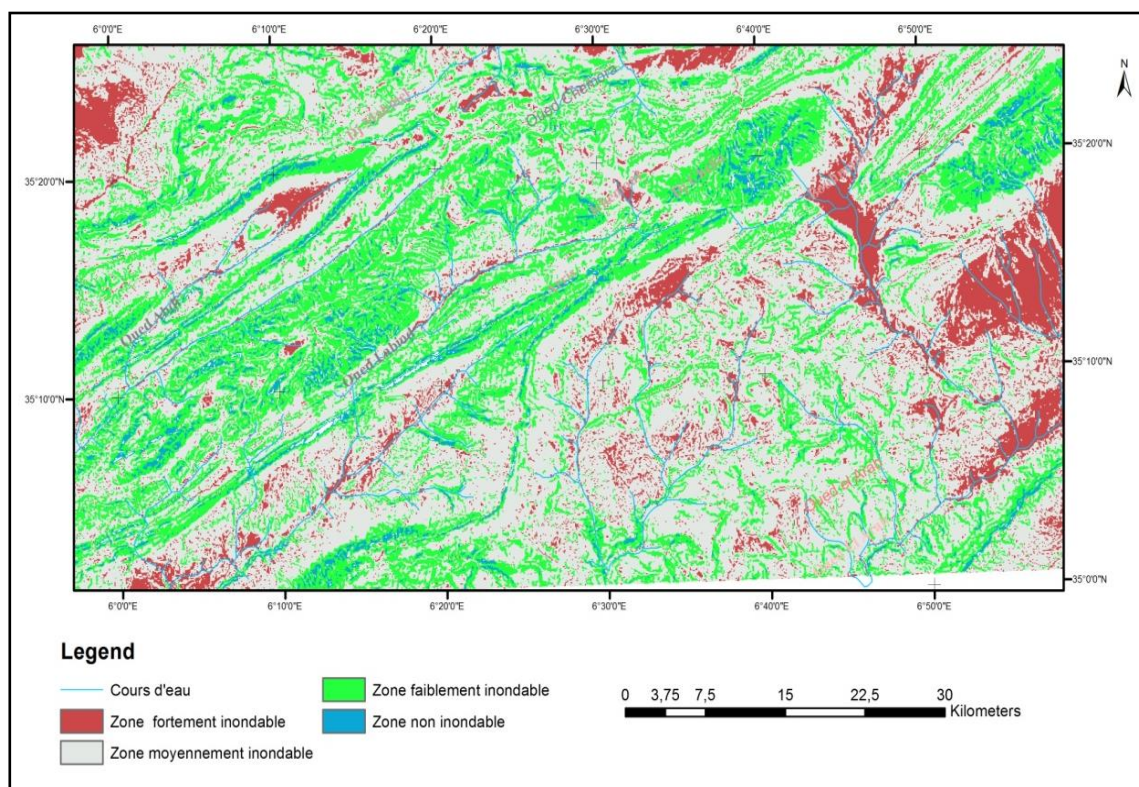 6°0'0"E
6°10'0"E
6°20'0"E
6°30'0"E
6°40'0"E
6°50'0"E
N
35°20'0"N
35°20'0"N
35°10'0"N
35°10'0"N
35°0'0"N
Oued Chemora
Oued Abdi
Oued Labiod
6°0'0"E
6°10'0"E
6°20'0"E
6°30'0"E
6°40'0"E
6°50'0"E
Legend
Cours d'eau
Zone fortement inondable
Zone moyennement inondable
Zone faiblement inondable
Zone non inondable
0 3,75 7,5 15 22,5 30
Kilometers